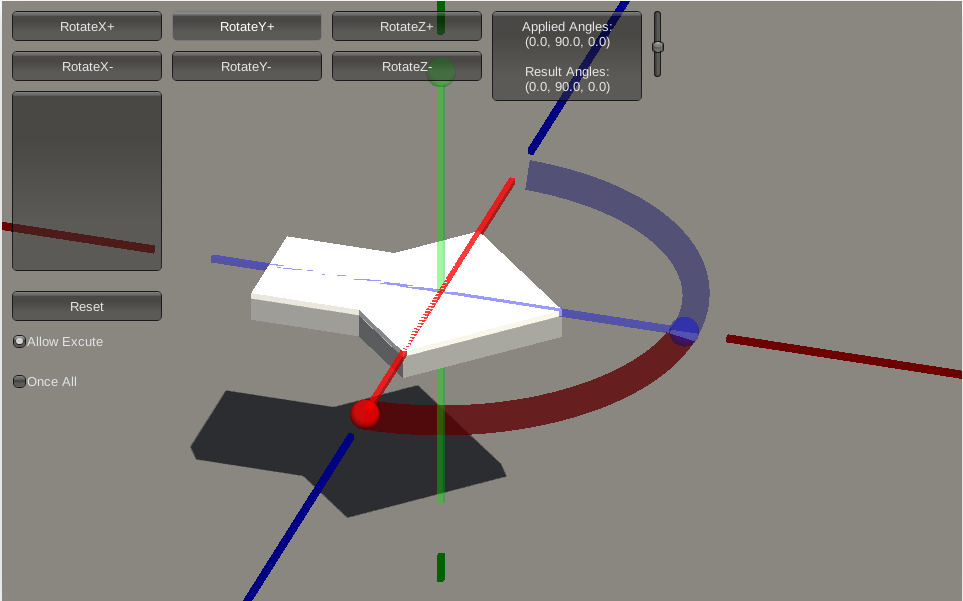 RotateX+
RotateY+
RotateZ+
Applied Angles:
(0.0, 90.0, 0.0)
Result Angles:
(0.0, 90.0, 0.0)
RotateX-
RotateY-
RotateZ-
Reset
Allow Excute
Once All